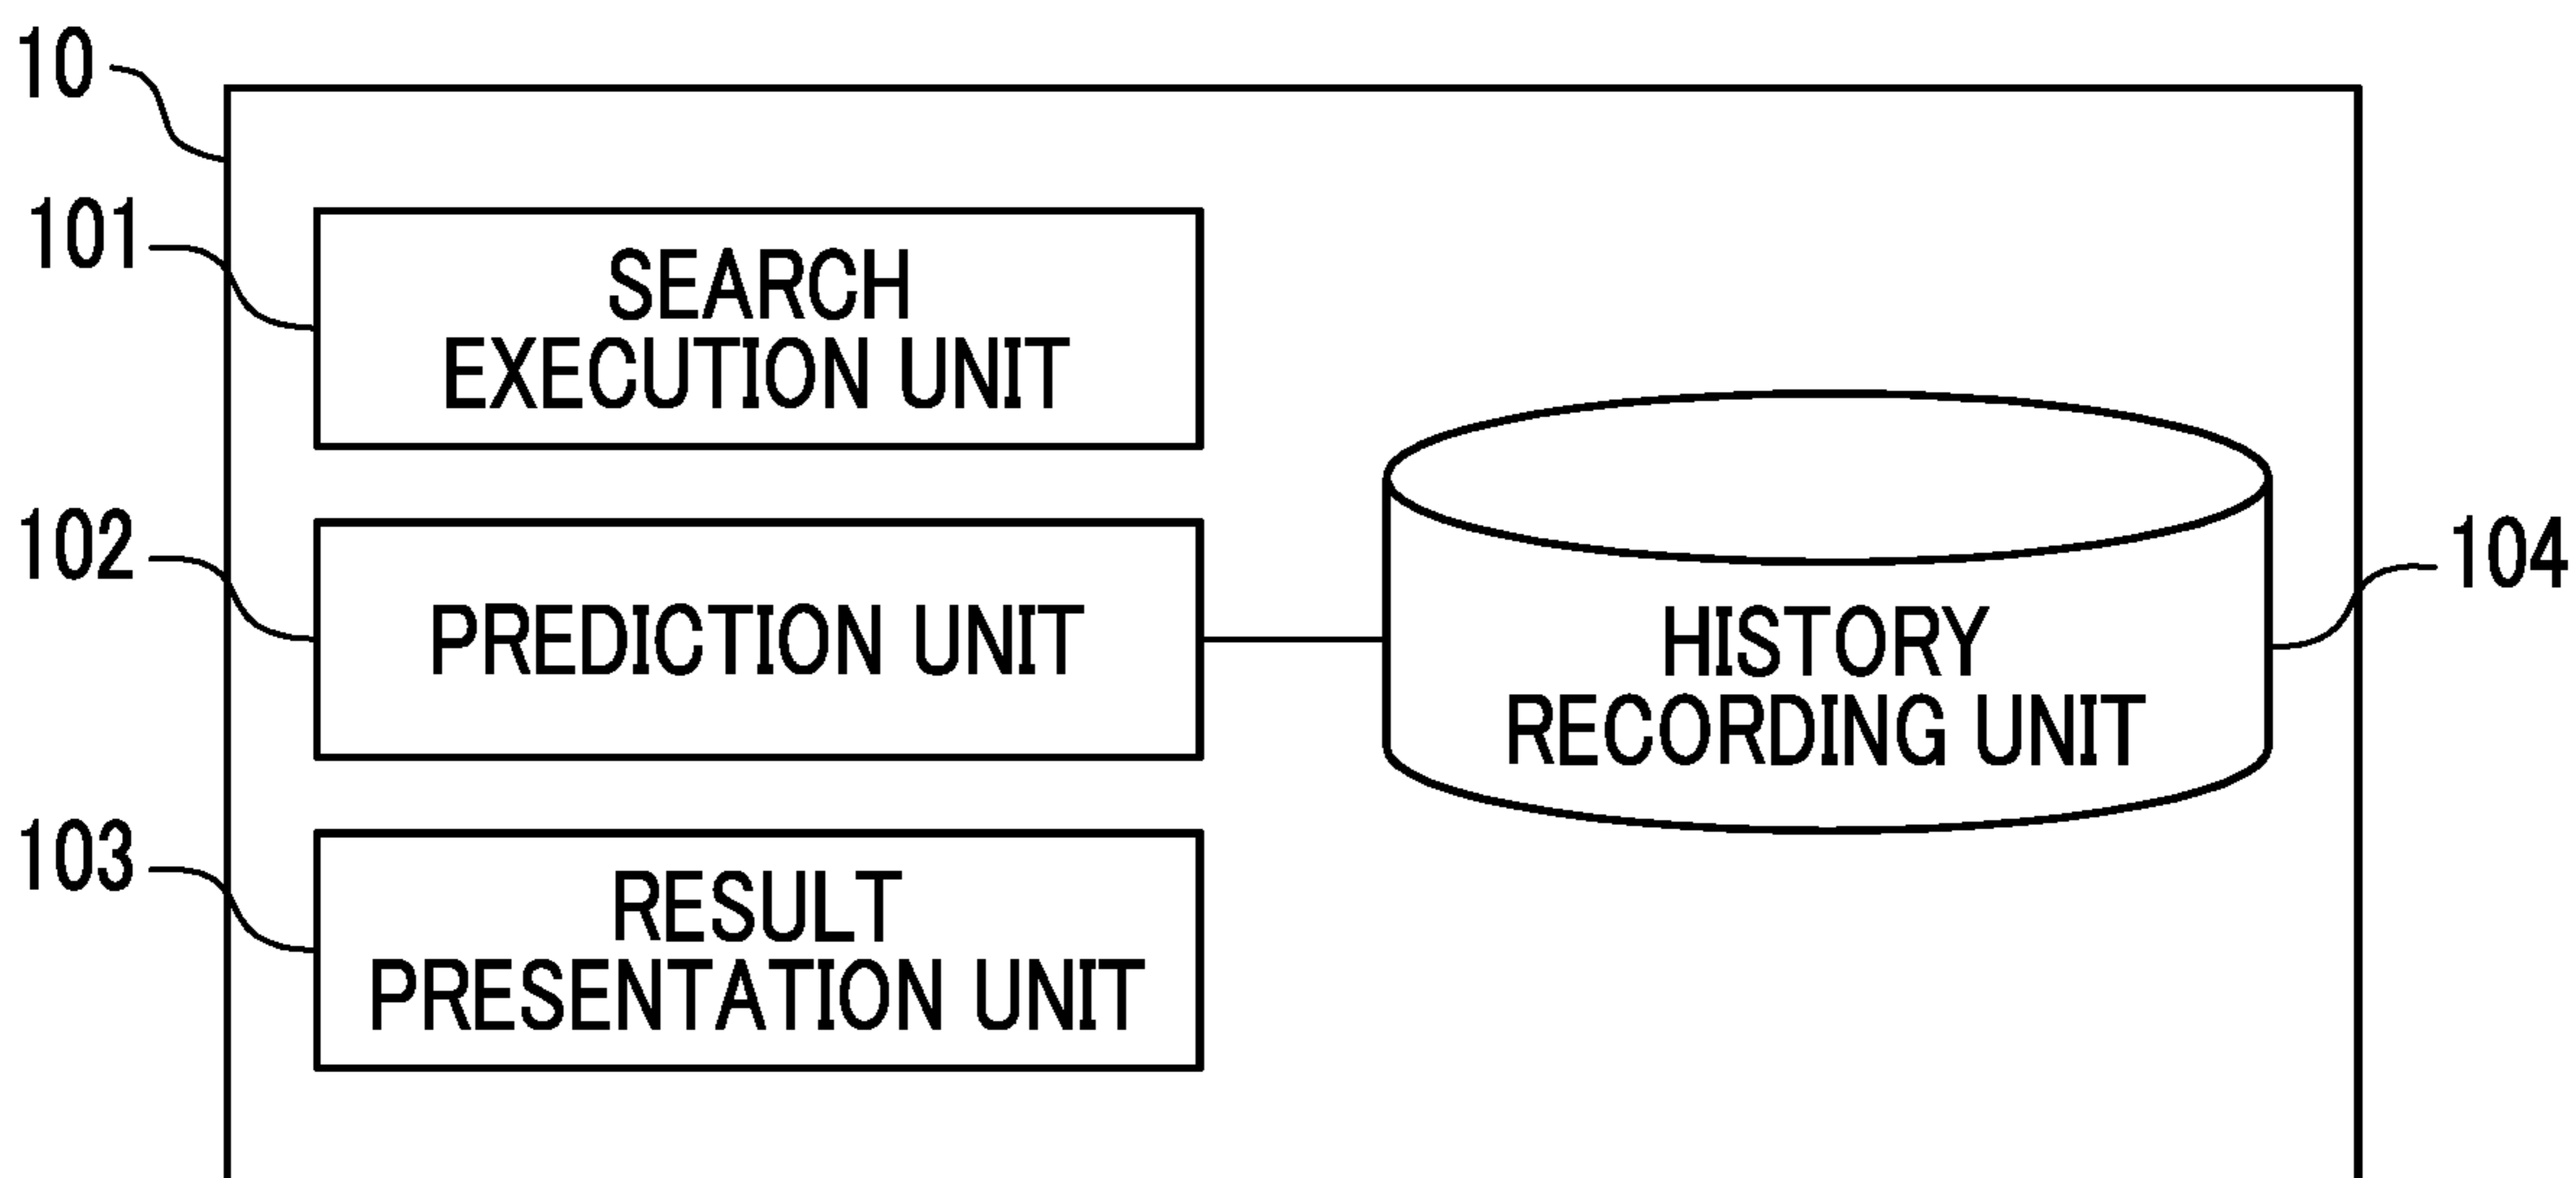 10
101
SEARCH
EXECUTION UNIT
102
PREDICTION UNIT
HISTORY
RECORDING UNIT
104
103
RESULT
PRESENTATION UNIT